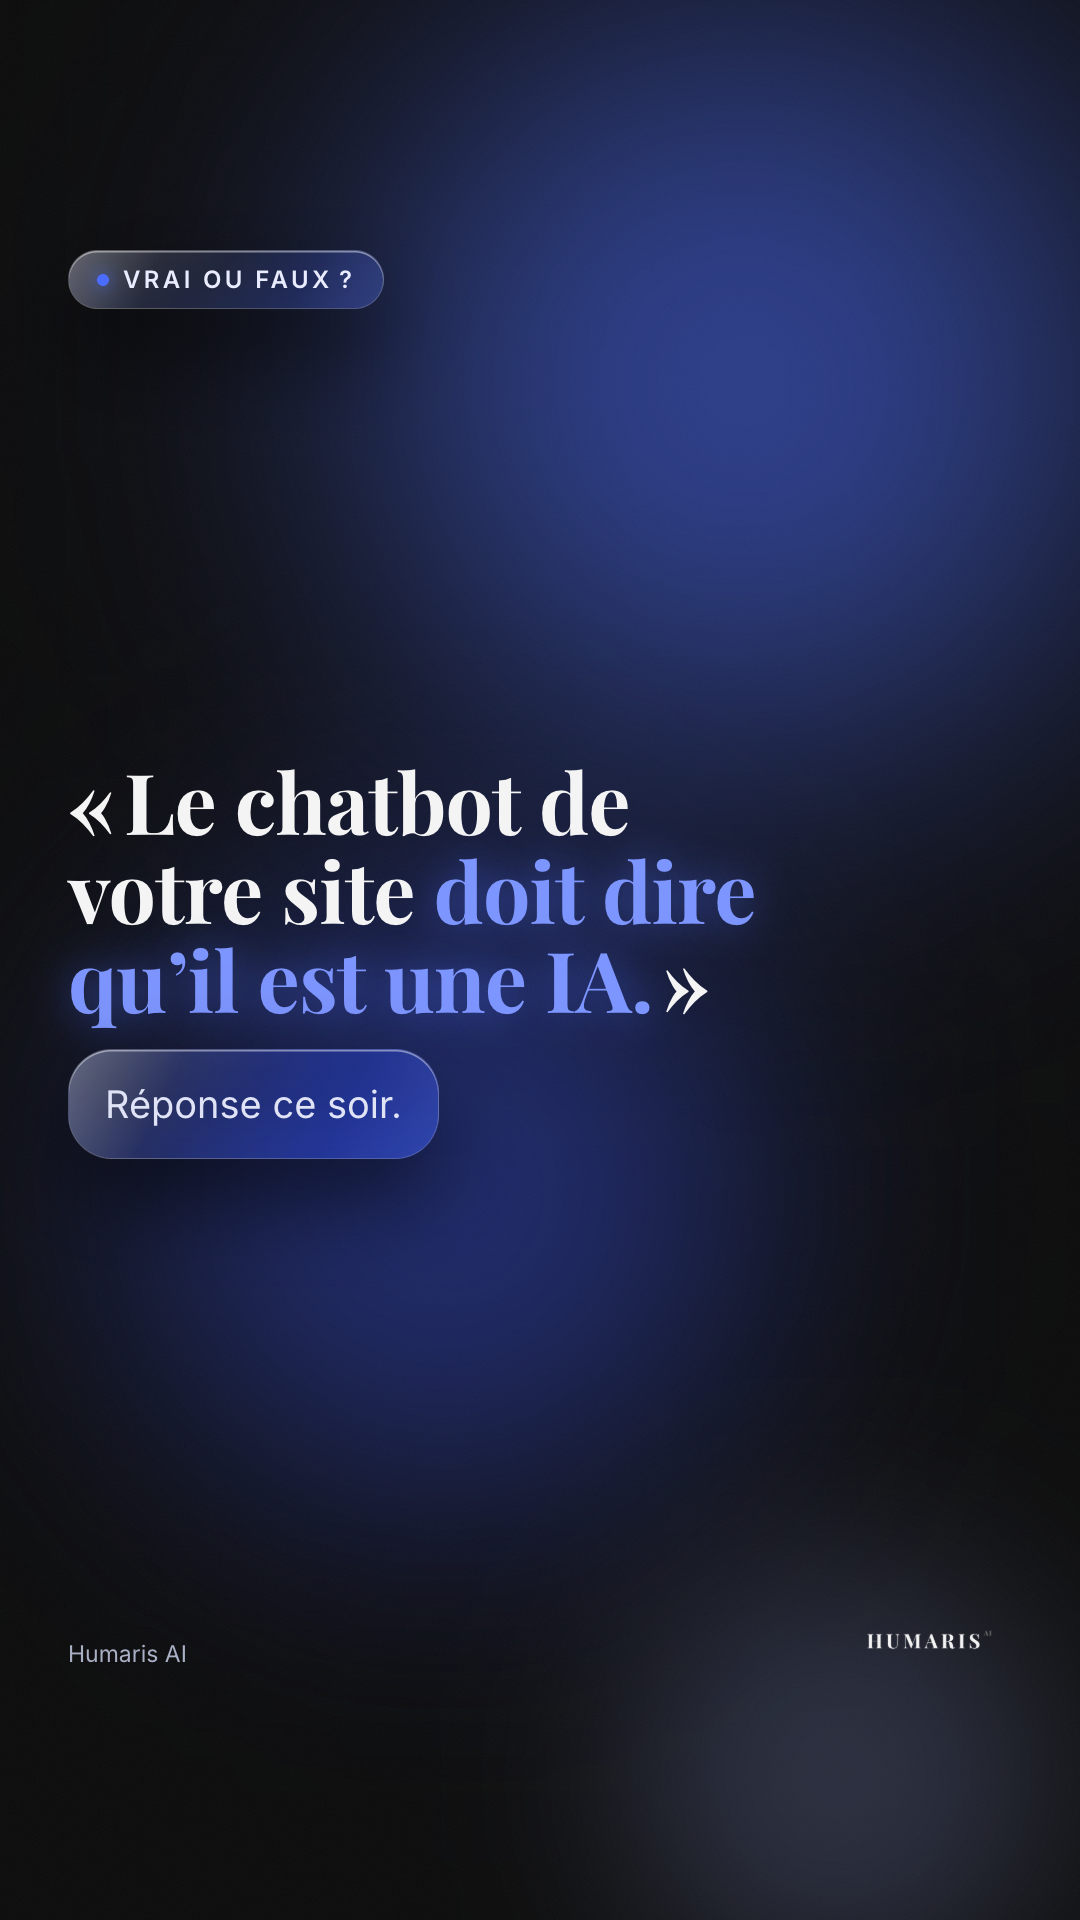 VRAI OU FAUX ?
« Le chatbot de
votre site doit dire
qu’il est une IA. »
Réponse ce soir.
Humaris AI
HUMARIS AI